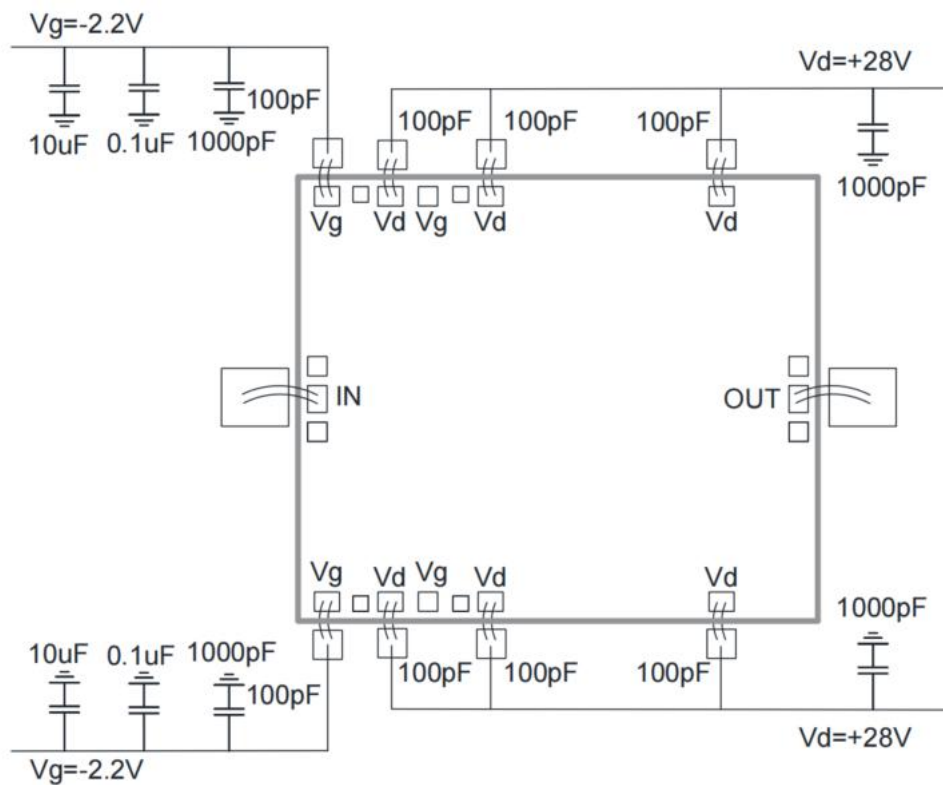 Vg=-2.2V
Vd=+28V
100pF
10uF 0.1uF 1000pF
100pF 100pF 100pF
1000pF
Vg Vd Vg Vd Vd
IN OUT
Vg Vd Vg Vd Vd
1000pF
10uF 0.1uF 1000pF
100pF 100pF 100pF 100pF
Vd=+28V
Vg=-2.2V